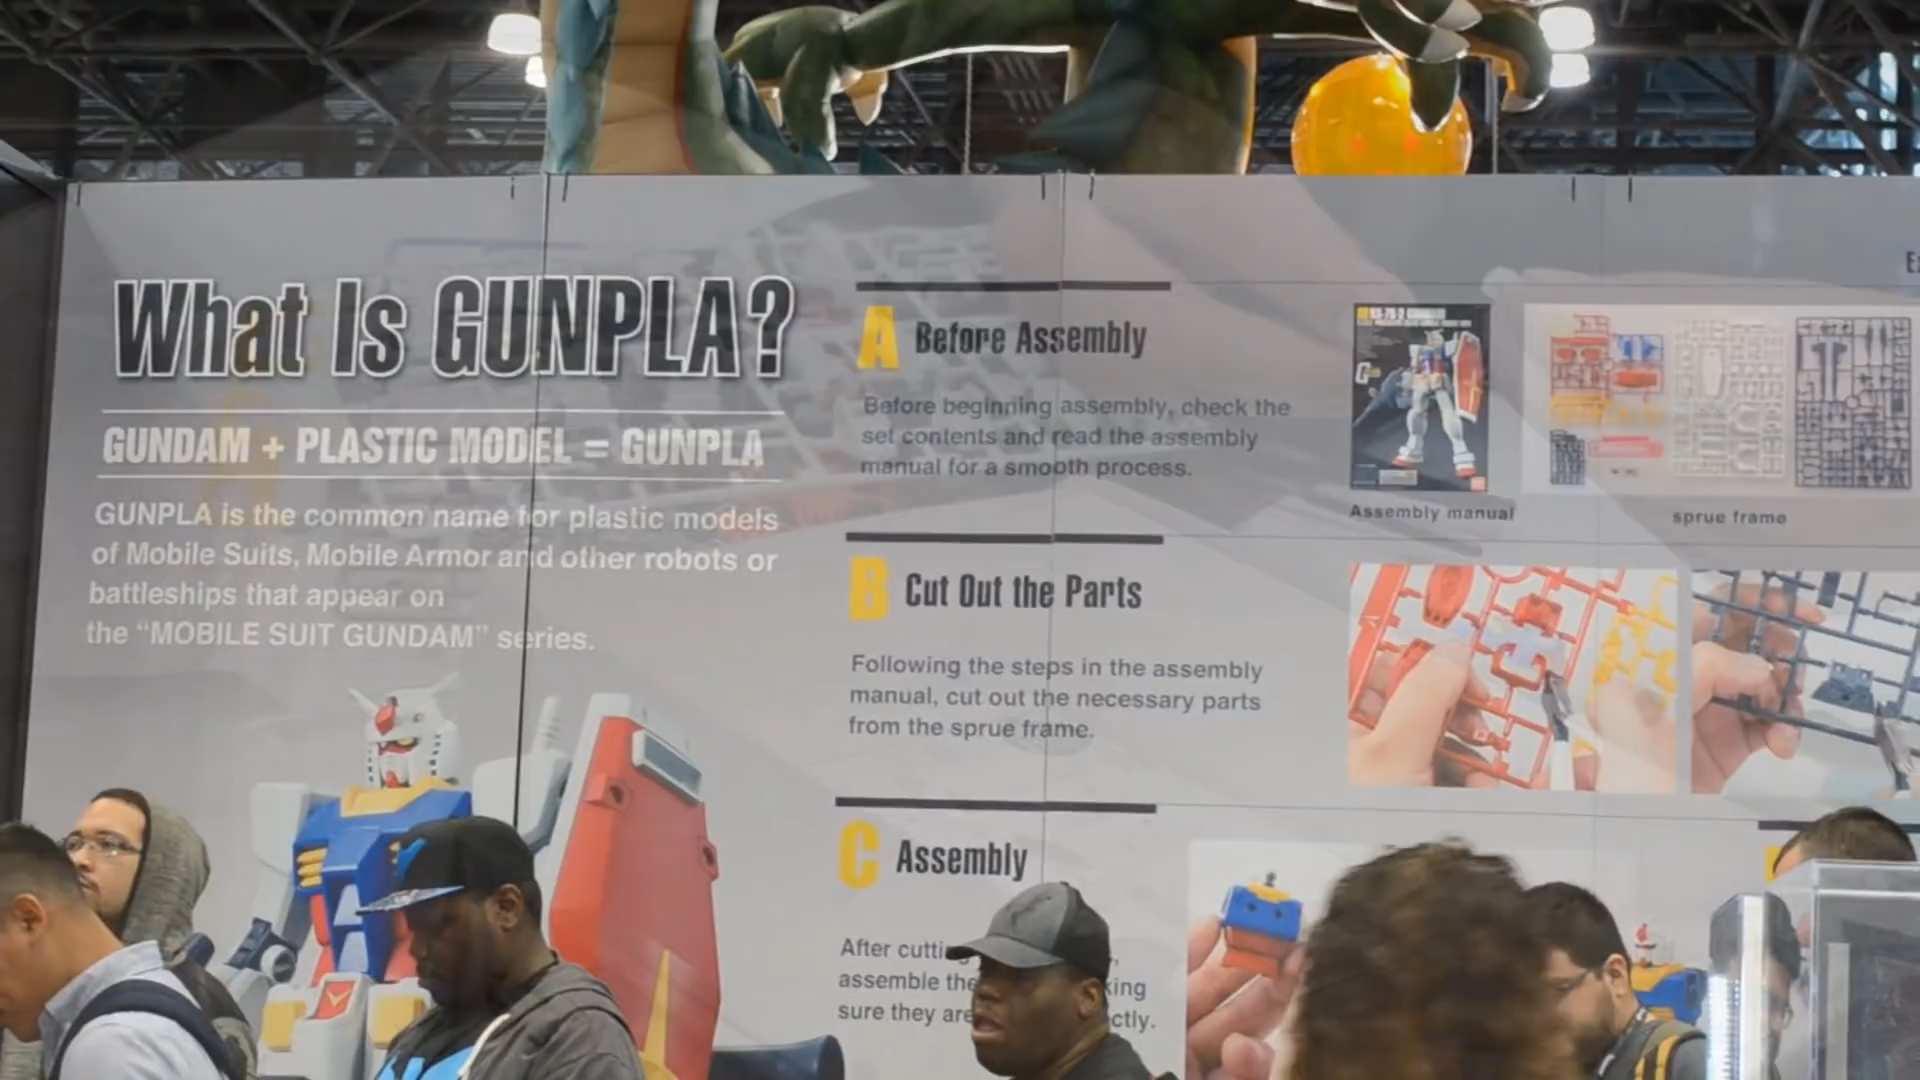 What Is GUNPLA?
GUNDAM + PLASTIC MODEL = GUNPLA
GUNPLA is the common name for plastic models
of Mobile Suits, Mobile Armor and other robots or
battleships that appear on
the “MOBILE SUIT GUNDAM” series.
A Before Assembly
Before beginning assembly, check the
set contents and read the assembly
manual for a smooth process.
Assembly manual
sprue frame
B Cut Out the Parts
Following the steps in the assembly
manual, cut out the necessary parts
from the sprue frame.
C Assembly
After
assemble
sure they are